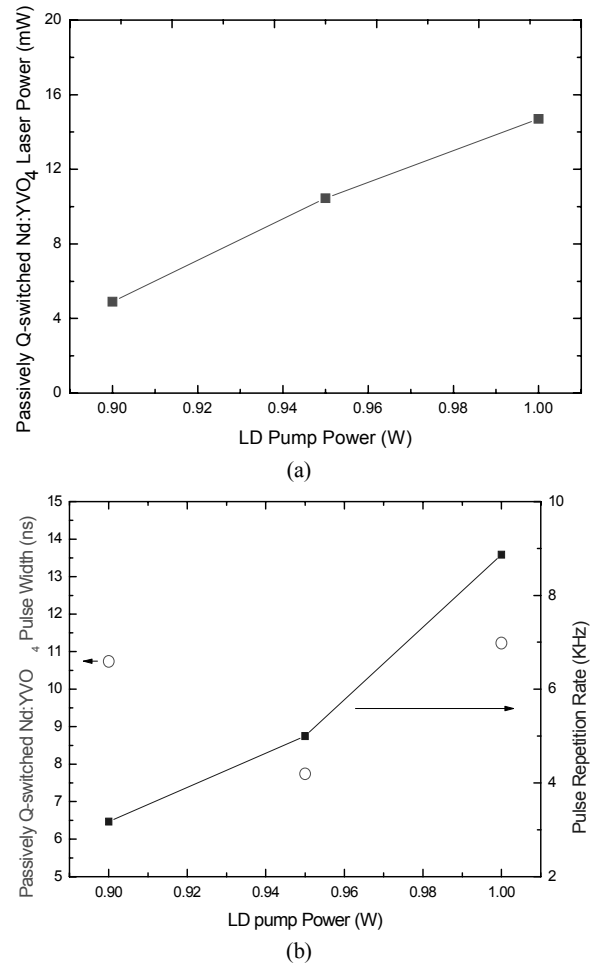 20
16
12
8
4
0
Passively Q-switched Nd:YVO4 Laser Power (mW)
0.90 0.92 0.94 0.96 0.98 1.00
LD Pump Power (W)
(a)
15
14
13
12
11
10
9
8
7
6
5
Passively Q-switched Nd:YVO4 Pulse Width (ns)
10
8
6
4
2
Pulse Repetition Rate (KHz)
0.90 0.92 0.94 0.96 0.98 1.00
LD pump Power (W)
(b)